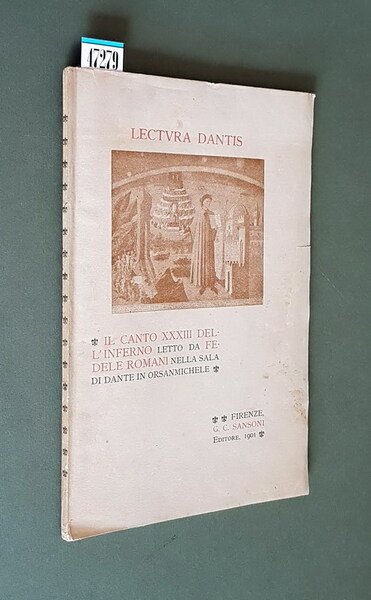 47279
LECTVRA DANTIS
IL CANTO XXXIII DEL-
L'INFERNO LETTO DA FE-
DELE ROMANI NELLA SALA
DI DANTE IN ORSANMICHELE
FIRENZE,
G. C. SANSONI
EDITORE, 1901